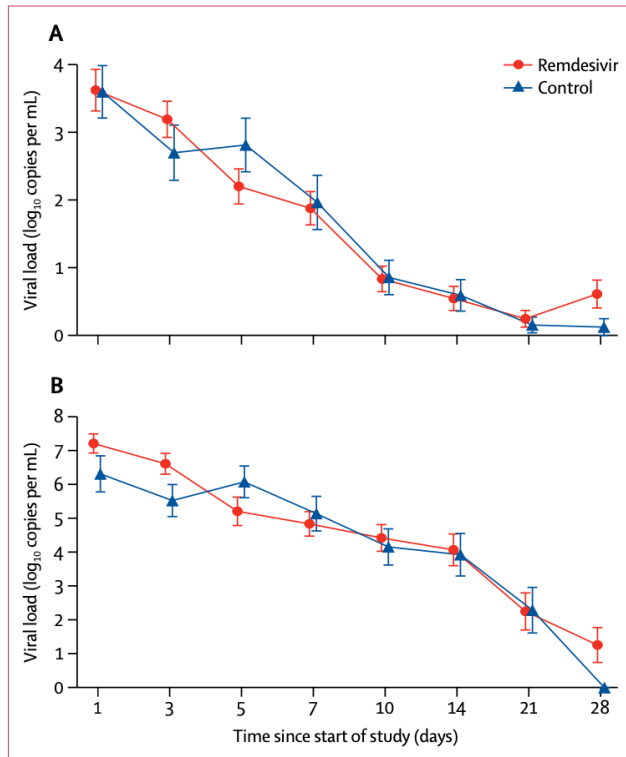 A
Remdesivir
Control
Viral load (log₁₀ copies per mL)
4
3
2
1
0
B
Viral load (log₁₀ copies per mL)
8
7
6
5
4
3
2
1
0
1 3 5 7 10 14 21 28
Time since start of study (days)